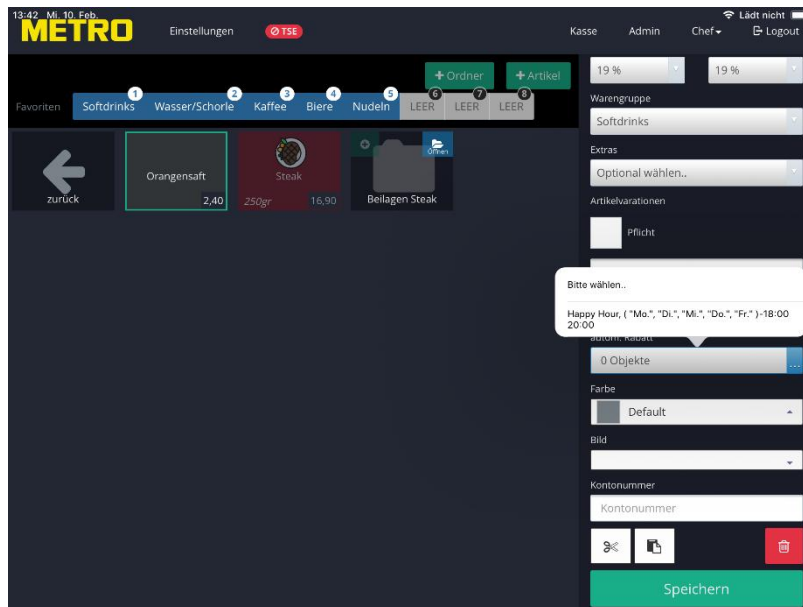 13:42 Mi. 10. Feb.
Lädt nicht
METRO
Einstellungen
TSE
Kasse
Admin
Chef
Logout
+ Ordner
+ Artikel
Favoriten
Softdrinks 1
Wasser/Schorle 2
Kaffee 3
Biere 4
Nudeln 5
LEER 6
LEER 7
LEER 8
zurück
Orangensaft
2,40
Steak
250gr
16,90
Öffnen
Beilagen Steak
19 %
19 %
Warengruppe
Softdrinks
Extras
Optional wählen..
Artikelvarationen
Pflicht
Bitte wählen..
Happy Hour, ( "Mo.", "Di.", "Mi.", "Do.", "Fr." )-18:00
20:00
autom. Rabatt
0 Objekte
...
Farbe
Default
Bild
Kontonummer
Kontonummer
Speichern